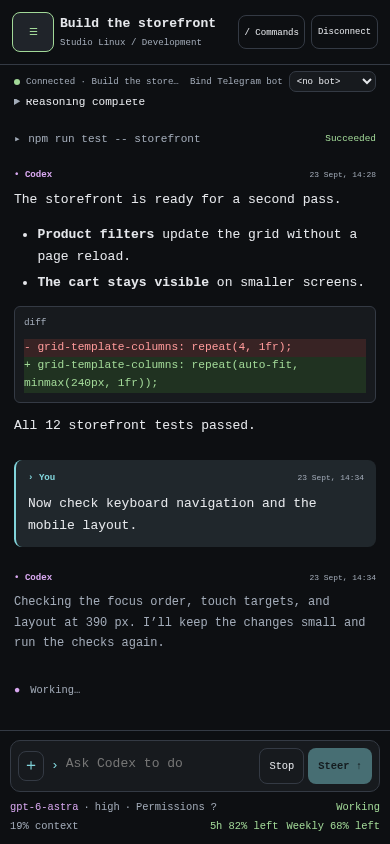 ☰ Build the storefront
Studio Linux / Development
/ Commands
Disconnect
Connected · Build the store… Bind Telegram bot <no bot>
▶ Reasoning complete
▸ npm run test -- storefront Succeeded
• Codex 23 Sept, 14:28
The storefront is ready for a second pass.
• Product filters update the grid without a
page reload.
• The cart stays visible on smaller screens.
diff
- grid-template-columns: repeat(4, 1fr);
+ grid-template-columns: repeat(auto-fit,
minmax(240px, 1fr));
All 12 storefront tests passed.
› You 23 Sept, 14:34
Now check keyboard navigation and the
mobile layout.
• Codex 23 Sept, 14:34
Checking the focus order, touch targets, and
layout at 390 px. I’ll keep the changes small and
run the checks again.
● Working…
+ › Ask Codex to do Stop Steer ↑
gpt-6-astra · high · Permissions ? Working
19% context 5h 82% left Weekly 68% left